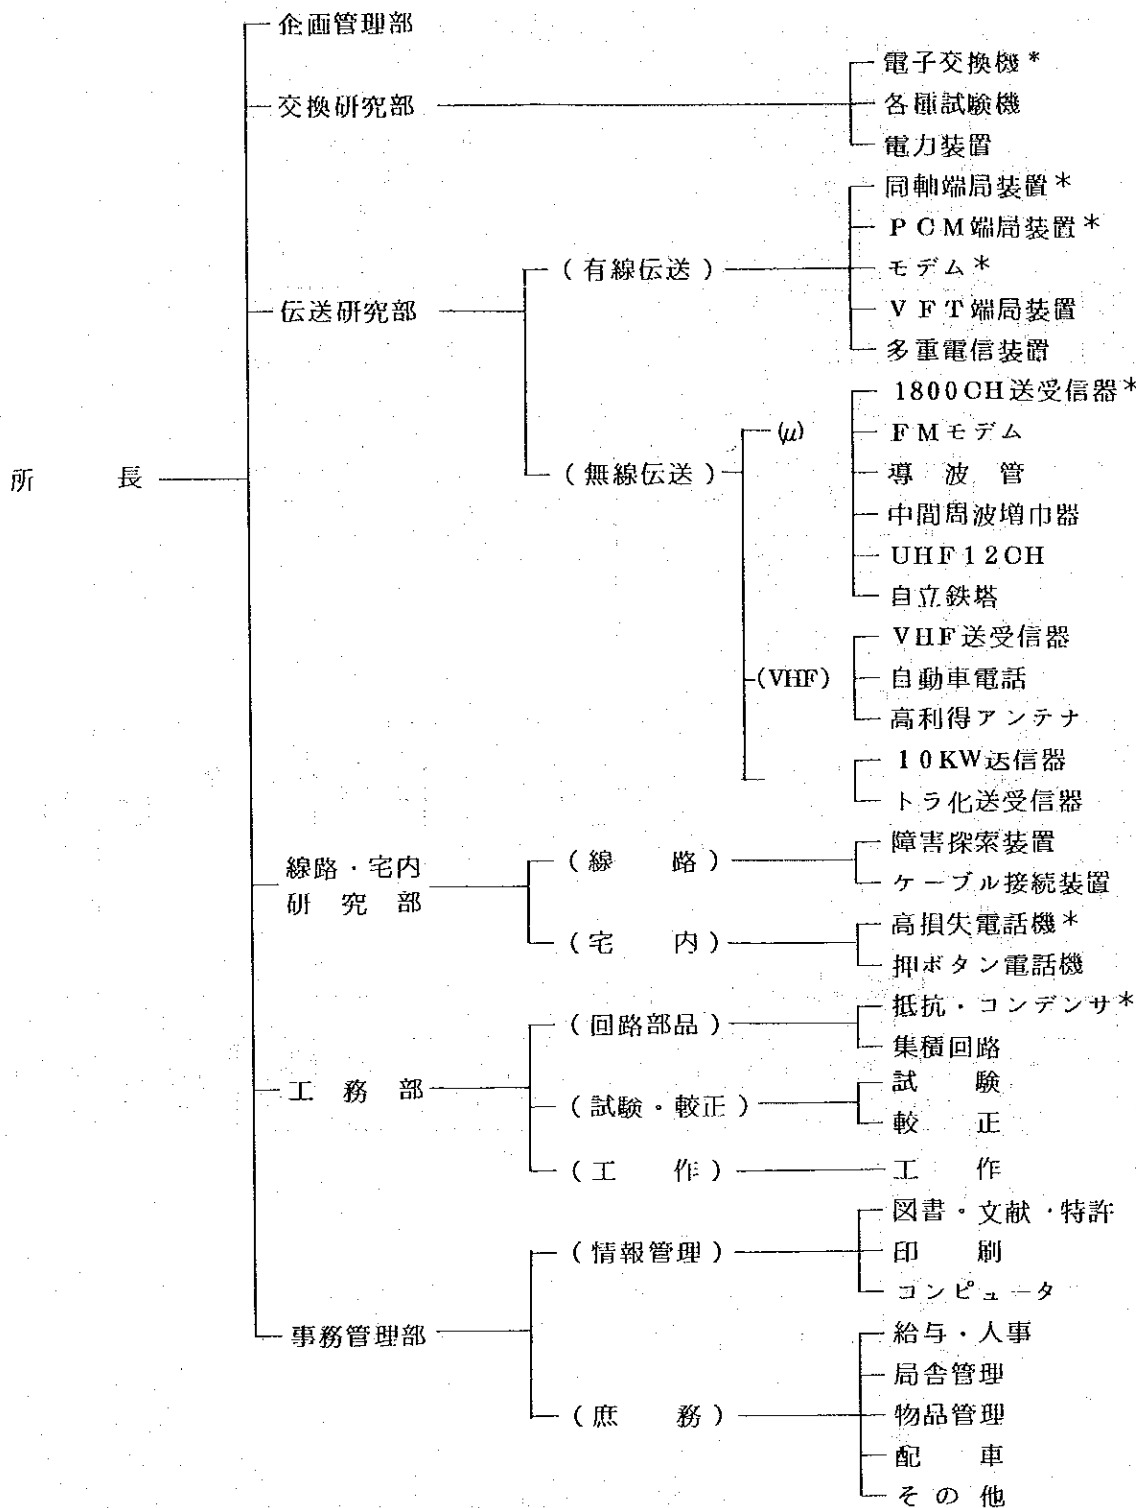 企画管理部
交換研究部
電子交換機*
各種試験機
電力装置
伝送研究部
(有線伝送)
同軸端局装置*
PCM端局装置*
モデム*
VFT端局装置
多重電信装置
(無線伝送)
(μ)
1800CH送受信器*
FMモデム
導波管
中間周波増巾器
UHF12CH
自立鉄塔
(VHF)
VHF送受信器
自動車電話
高利得アンテナ
10KW送信器
トラ化送受信器
所長
線路・宅内
研究部
(線路)
障害探索装置
ケーブル接続装置
(宅内)
高損失電話機*
押ボタン電話機
工務部
(回路部品)
抵抗・コンデンサ*
集積回路
(試験・較正)
試験
較正
(工作)
工作
事務管理部
(情報管理)
図書・文献・特許
印刷
コンピュータ
(庶務)
給与・人事
局舎管理
物品管理
配車
その他